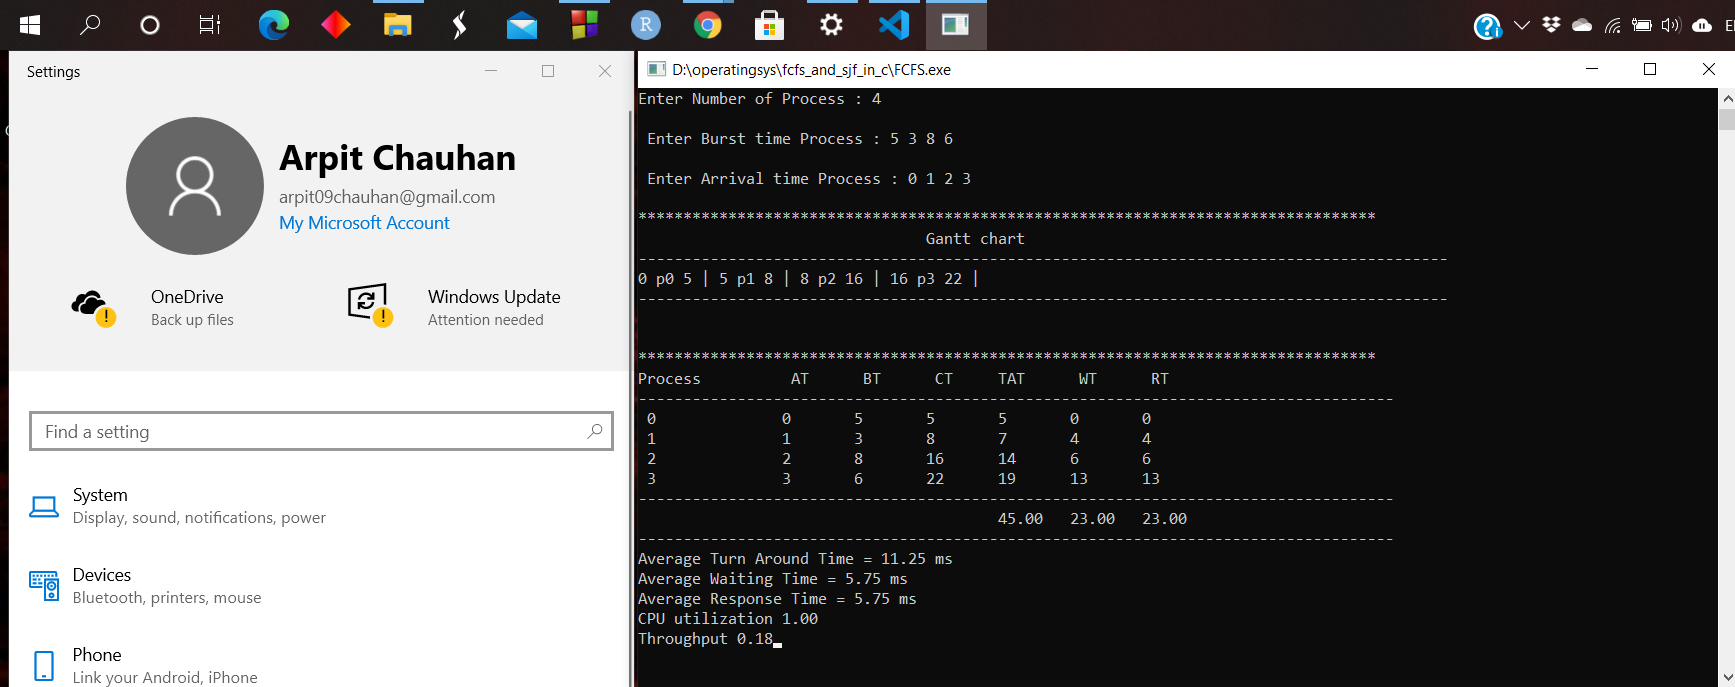 Settings
Arpit Chauhan
arpit09chauhan@gmail.com
My Microsoft Account
OneDrive
Back up files
Windows Update
Attention needed
Find a setting
System
Display, sound, notifications, power
Devices
Bluetooth, printers, mouse
Phone
Link your Android, iPhone
D:\operatingsys\fcfs_and_sjf_in_c\FCFS.exe
Enter Number of Process : 4
Enter Burst time Process : 5 3 8 6
Enter Arrival time Process : 0 1 2 3
**********************************************************************************
Gantt chart
------------------------------------------------------------------------------------------
0 p0 5 | 5 p1 8 | 8 p2 16 | 16 p3 22 |
------------------------------------------------------------------------------------------
**********************************************************************************
Process AT BT CT TAT WT RT
------------------------------------------------------------------------------------
0 0 5 5 5 0 0
1 1 3 8 7 4 4
2 2 8 16 14 6 6
3 3 6 22 19 13 13
------------------------------------------------------------------------------------
45.00 23.00 23.00
------------------------------------------------------------------------------------
Average Turn Around Time = 11.25 ms
Average Waiting Time = 5.75 ms
Average Response Time = 5.75 ms
CPU utilization 1.00
Throughput 0.18